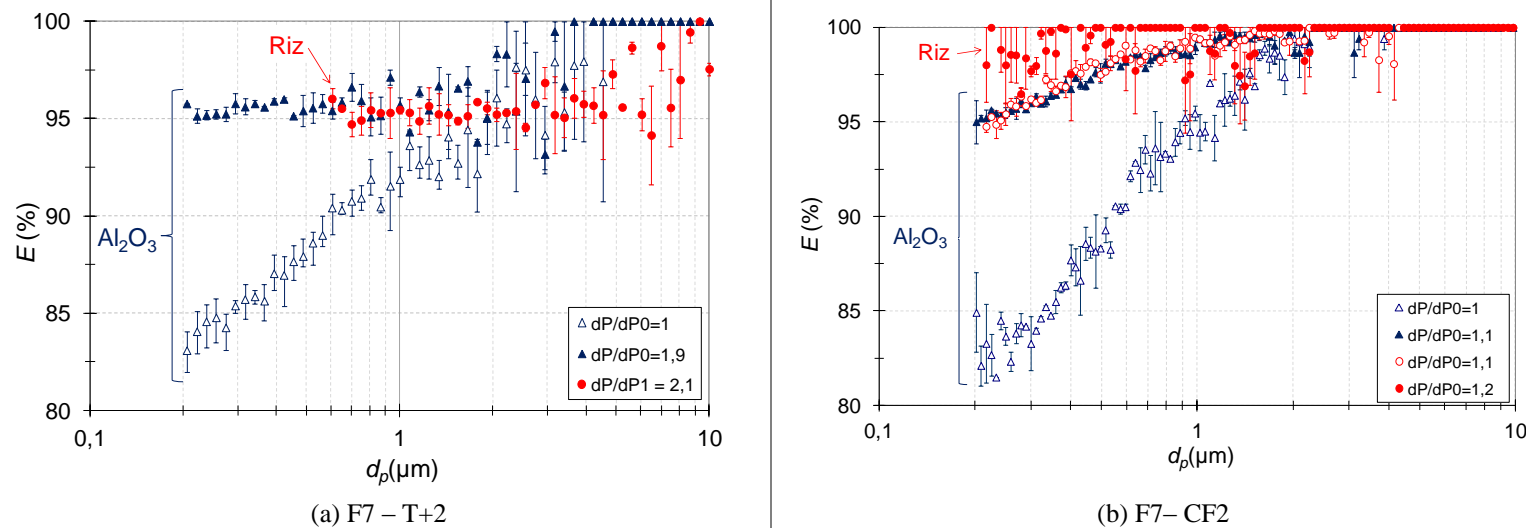 100
95
90
85
80
E (%)
Riz
Al₂O₃
dP/dP0=1
dP/dP0=1,9
dP/dP1 = 2,1
0,1
1
10
dₚ(µm)
(a) F7 – T+2
100
95
90
85
80
E (%)
Riz
Al₂O₃
dP/dP0=1
dP/dP0=1,1
dP/dP0=1,1
dP/dP0=1,2
0,1
1
10
dₚ(µm)
(b) F7– CF2